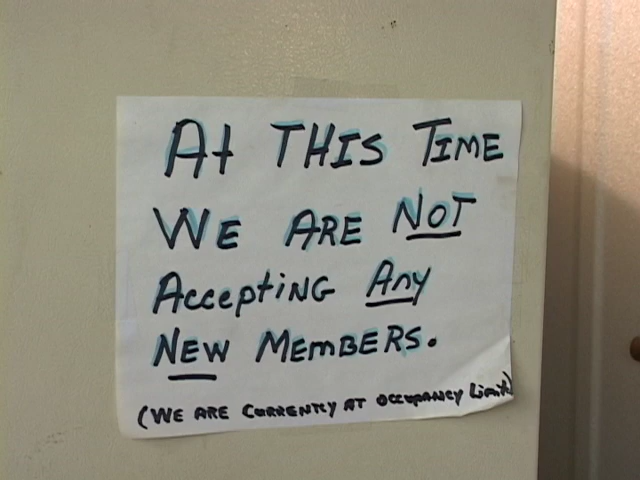 At THIS TIME
WE ARE NOT
AcceptiNG Any
NEW MEMBERS.
(WE ARE CURRENTLY AT OCCUPANCY Limit)